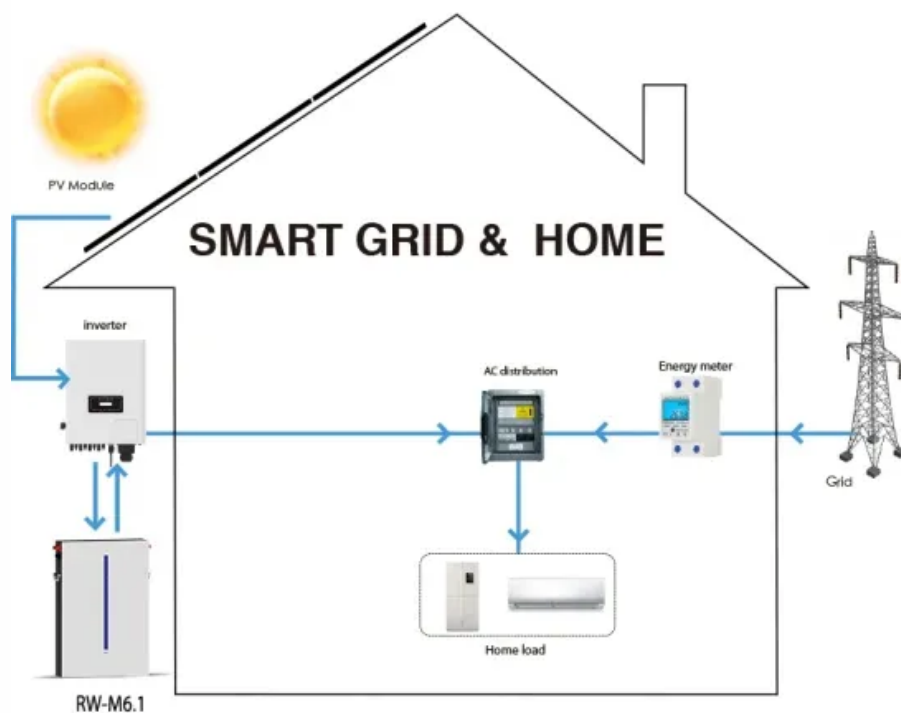 PV Module
SMART GRID & HOME
inverter
AC distribution
Energy meter
Grid
Home load
RW-M6.1